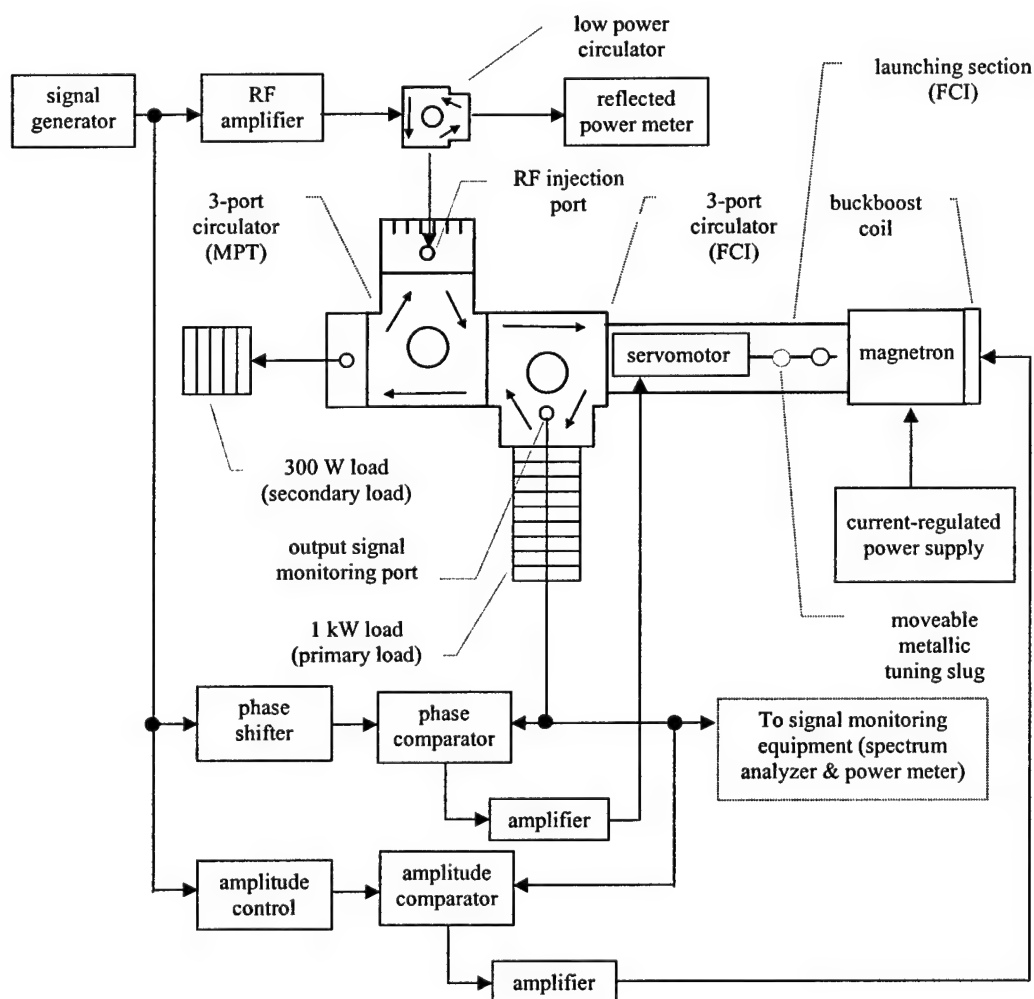 low power
circulator
launching section
(FCI)
signal
generator
RF
amplifier
reflected
power meter
3-port
circulator
(MPT)
RF injection
port
3-port
circulator
(FCI)
buckboost
coil
servomotor
magnetron
300 W load
(secondary load)
output signal
monitoring port
current-regulated
power supply
1 kW load
(primary load)
moveable
metallic
tuning slug
phase
shifter
phase
comparator
To signal monitoring
equipment (spectrum
analyzer & power meter)
amplifier
amplitude
control
amplitude
comparator
amplifier